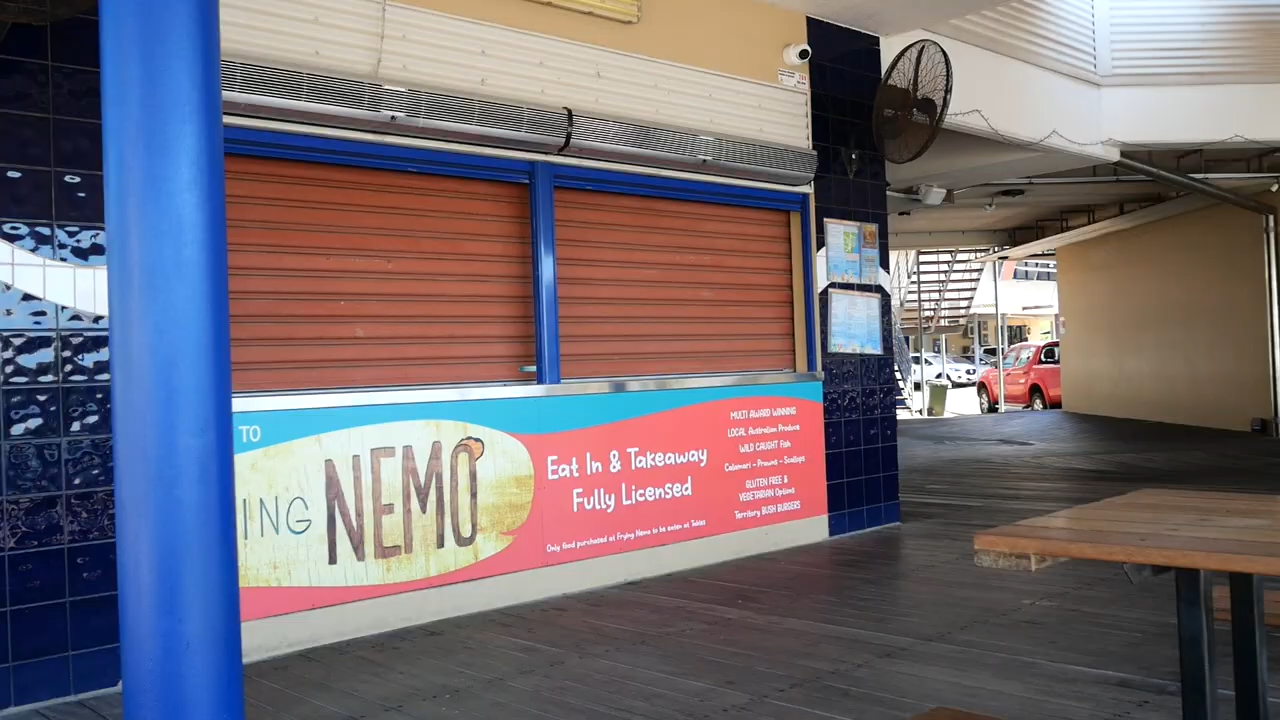 TO
ING NEMO
Eat In & Takeaway
Fully Licensed
Only food purchased at Frying Nemo to be eaten at Tables
MULTI AWARD WINNING
LOCAL Australian Produce
WILD CAUGHT Fish
Calamari - Prawns - Scallops
GLUTEN FREE &
VEGETARIAN Options
Territory BUSH BURGERS